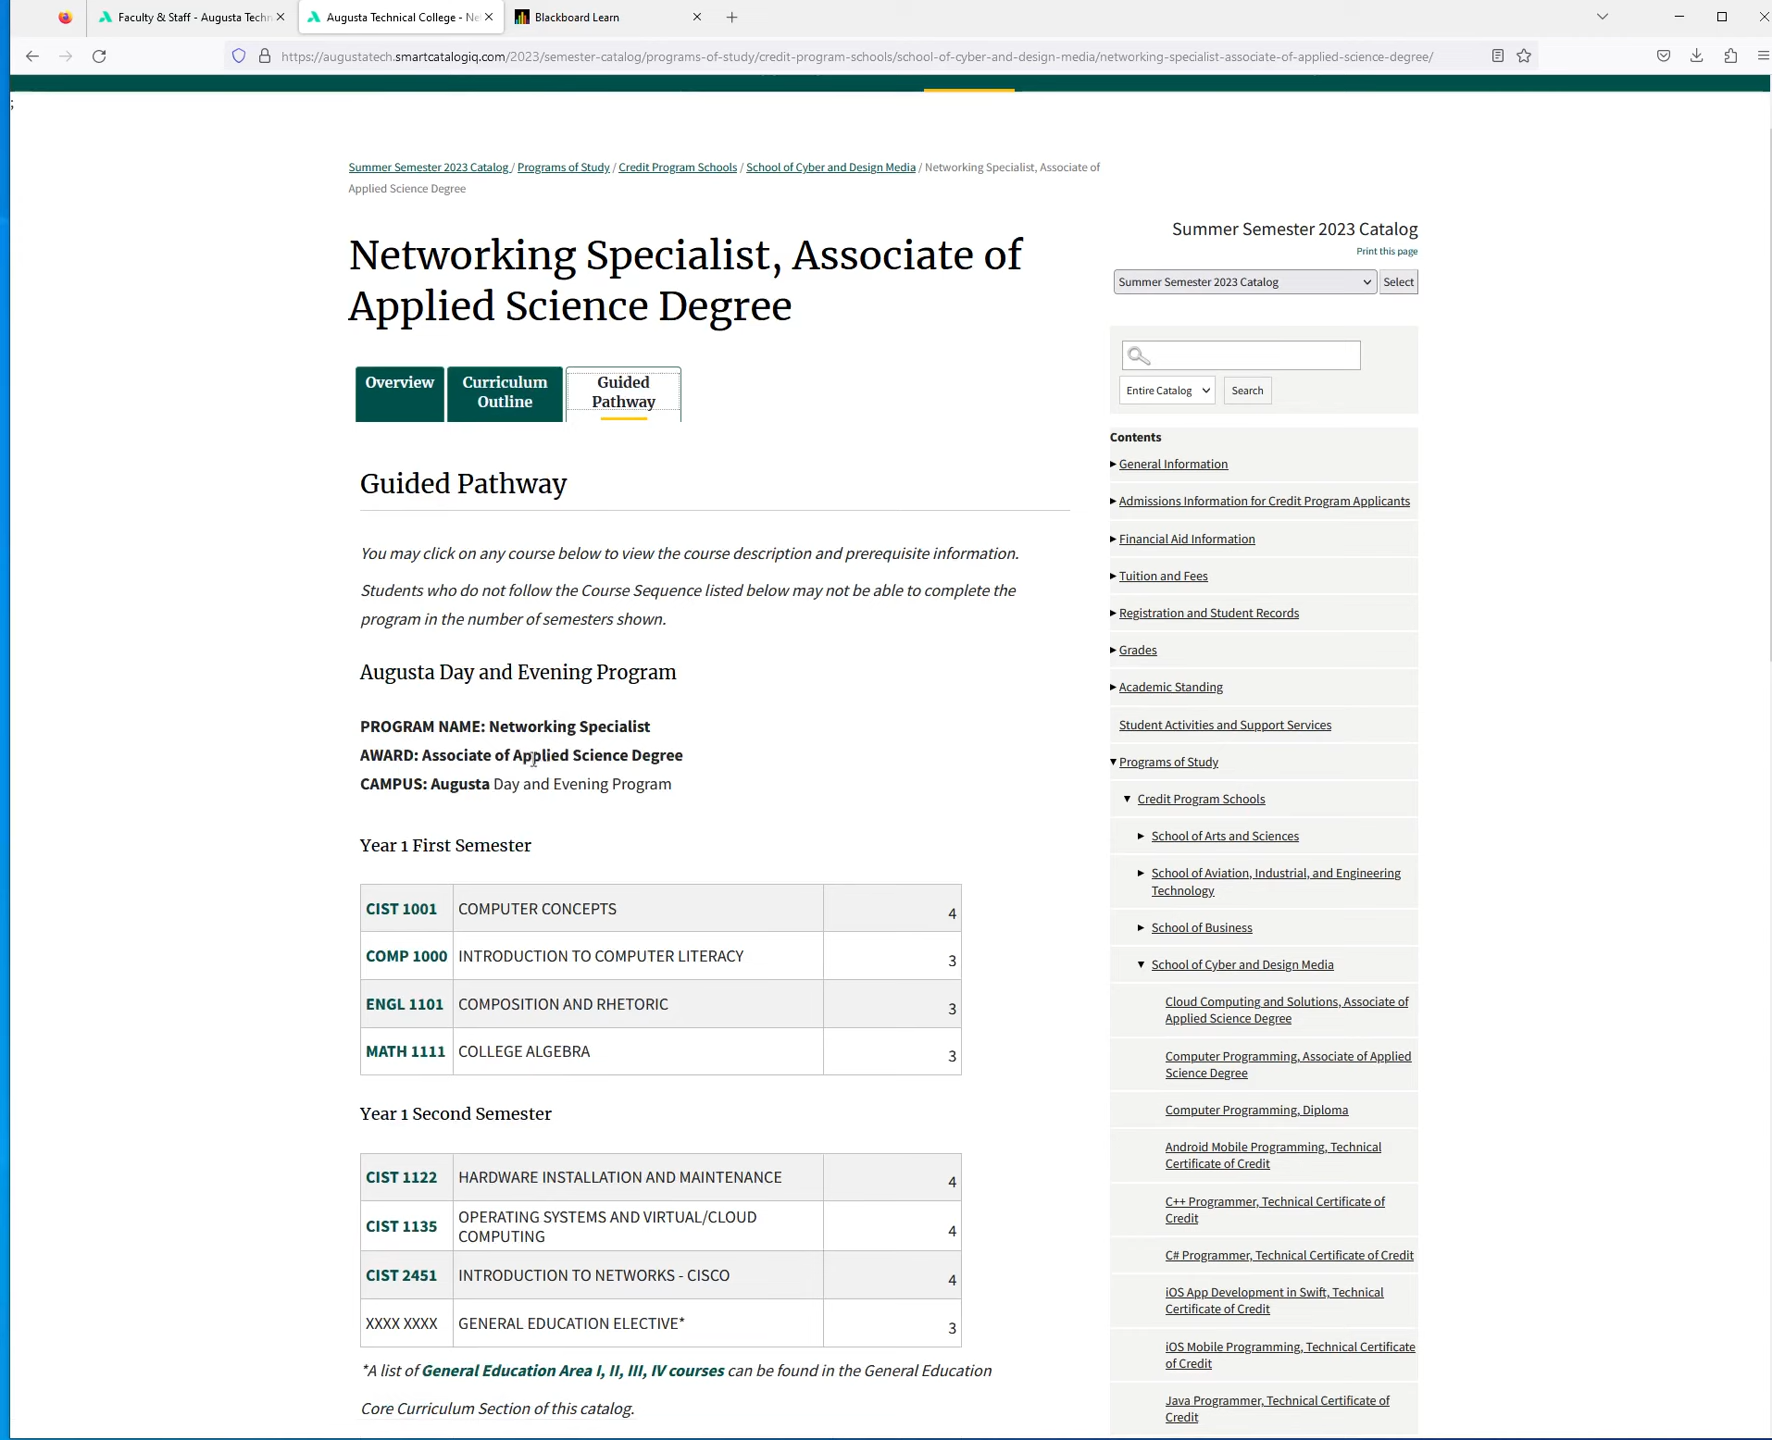 Faculty & Staff - Augusta Techn
Augusta Technical College - Ne
Blackboard Learn
https://augustatech.smartcatalogiq.com/2023/semester-catalog/programs-of-study/credit-program-schools/school-of-cyber-and-design-media/networking-specialist-associate-of-applied-science-degree/
;
Summer Semester 2023 Catalog / Programs of Study / Credit Program Schools / School of Cyber and Design Media / Networking Specialist, Associate of
Applied Science Degree
Networking Specialist, Associate of
Applied Science Degree
Overview
Curriculum
Outline
Guided
Pathway
Guided Pathway
You may click on any course below to view the course description and prerequisite information.
Students who do not follow the Course Sequence listed below may not be able to complete the
program in the number of semesters shown.
Augusta Day and Evening Program
PROGRAM NAME: Networking Specialist
AWARD: Associate of Applied Science Degree
CAMPUS: Augusta Day and Evening Program
Year 1 First Semester
CIST 1001 COMPUTER CONCEPTS 4
COMP 1000 INTRODUCTION TO COMPUTER LITERACY 3
ENGL 1101 COMPOSITION AND RHETORIC 3
MATH 1111 COLLEGE ALGEBRA 3
Year 1 Second Semester
CIST 1122 HARDWARE INSTALLATION AND MAINTENANCE 4
CIST 1135 OPERATING SYSTEMS AND VIRTUAL/CLOUD
COMPUTING 4
CIST 2451 INTRODUCTION TO NETWORKS - CISCO 4
XXXX XXXX GENERAL EDUCATION ELECTIVE* 3
*A list of General Education Area I, II, III, IV courses can be found in the General Education
Core Curriculum Section of this catalog.
Summer Semester 2023 Catalog
Print this page
Summer Semester 2023 Catalog
Select
Entire Catalog
Search
Contents
General Information
Admissions Information for Credit Program Applicants
Financial Aid Information
Tuition and Fees
Registration and Student Records
Grades
Academic Standing
Student Activities and Support Services
Programs of Study
Credit Program Schools
School of Arts and Sciences
School of Aviation, Industrial, and Engineering
Technology
School of Business
School of Cyber and Design Media
Cloud Computing and Solutions, Associate of
Applied Science Degree
Computer Programming, Associate of Applied
Science Degree
Computer Programming, Diploma
Android Mobile Programming, Technical
Certificate of Credit
C++ Programmer, Technical Certificate of
Credit
C# Programmer, Technical Certificate of Credit
iOS App Development in Swift, Technical
Certificate of Credit
iOS Mobile Programming, Technical Certificate
of Credit
Java Programmer, Technical Certificate of
Credit